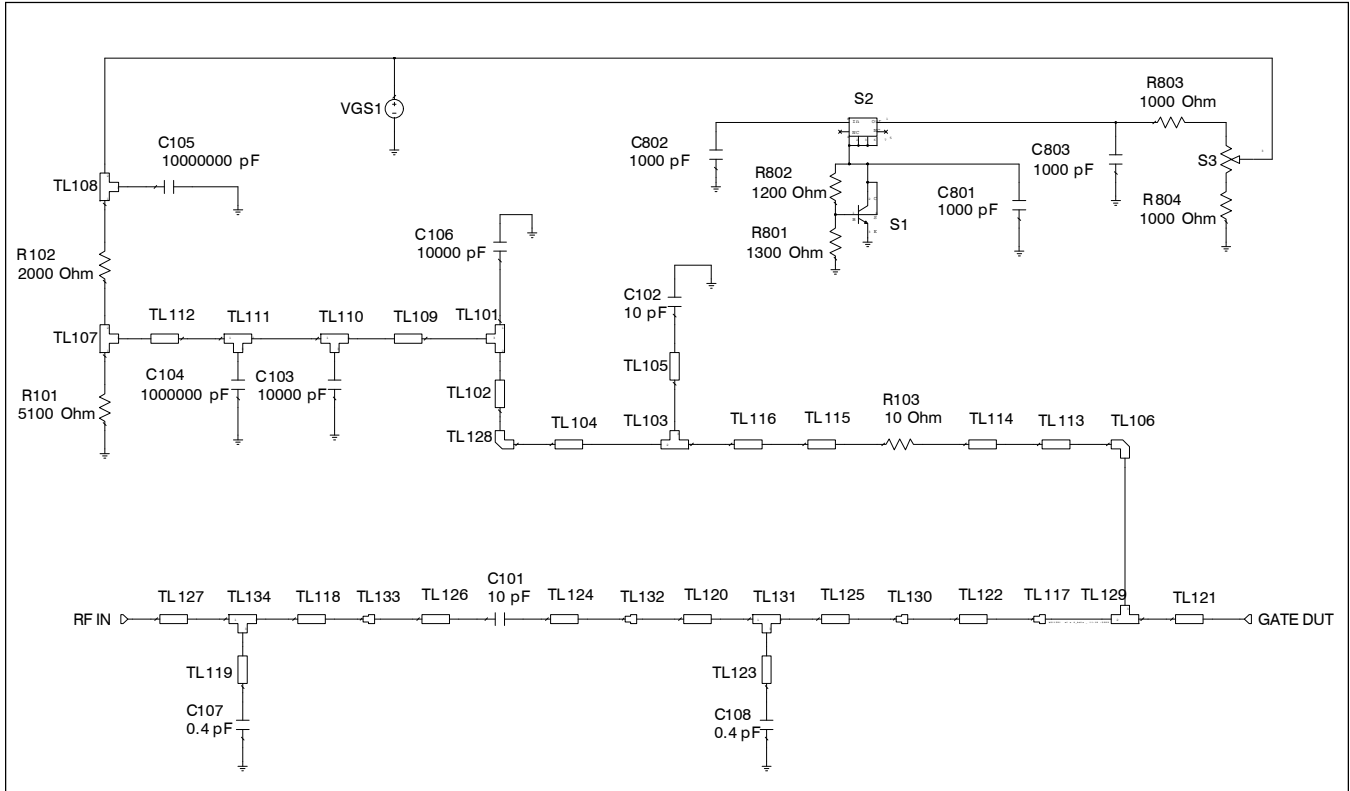 R803
1000 Ohm
S2
VGS1
C105
10000000 pF
C802
1000 pF
C803
1000 pF
S3
TL108
R802
1200 Ohm
C801
1000 pF
R804
1000 Ohm
S1
R801
1300 Ohm
C106
10000 pF
R102
2000 Ohm
C102
10 pF
TL112
TL111
TL110
TL109
TL101
TL107
TL105
C104
1000000 pF
C103
10000 pF
R101
5100 Ohm
TL102
R103
10 Ohm
TL128
TL104
TL103
TL116
TL115
TL114
TL113
TL106
C101
10 pF
TL127
TL134
TL118
TL133
TL126
TL124
TL132
TL120
TL131
TL125
TL130
TL122
TL117
TL129
TL121
RF IN
GATE DUT
TL119
TL123
C107
0.4 pF
C108
0.4 pF